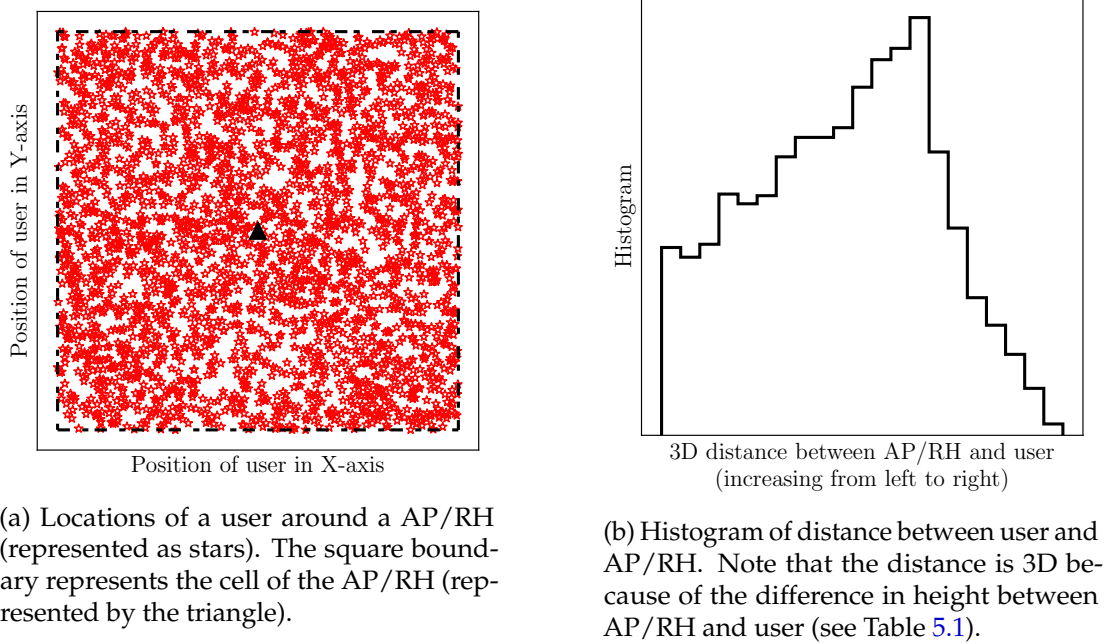 Position of user in Y-axis
Position of user in X-axis
(a) Locations of a user around a AP/RH
(represented as stars). The square bound-
ary represents the cell of the AP/RH (rep-
resented by the triangle).
Histogram
3D distance between AP/RH and user
(increasing from left to right)
(b) Histogram of distance between user and
AP/RH. Note that the distance is 3D be-
cause of the difference in height between
AP/RH and user (see Table 5.1).